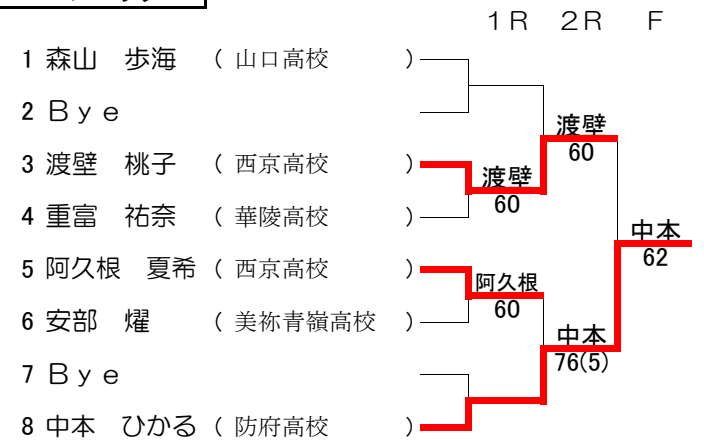 １Ｒ ２Ｒ Ｆ
1 森山　歩海 （ 山口高校 ）
2 Ｂｙｅ
渡壁
60
3 渡壁　桃子 （ 西京高校 ）
渡壁
60
4 重富　祐奈 （ 華陵高校 ）
中本
62
5 阿久根　夏希 （ 西京高校 ）
阿久根
60
6 安部　燿 （ 美祢青嶺高校 ）
中本
76(5)
7 Ｂｙｅ
8 中本　ひかる （ 防府高校 ）